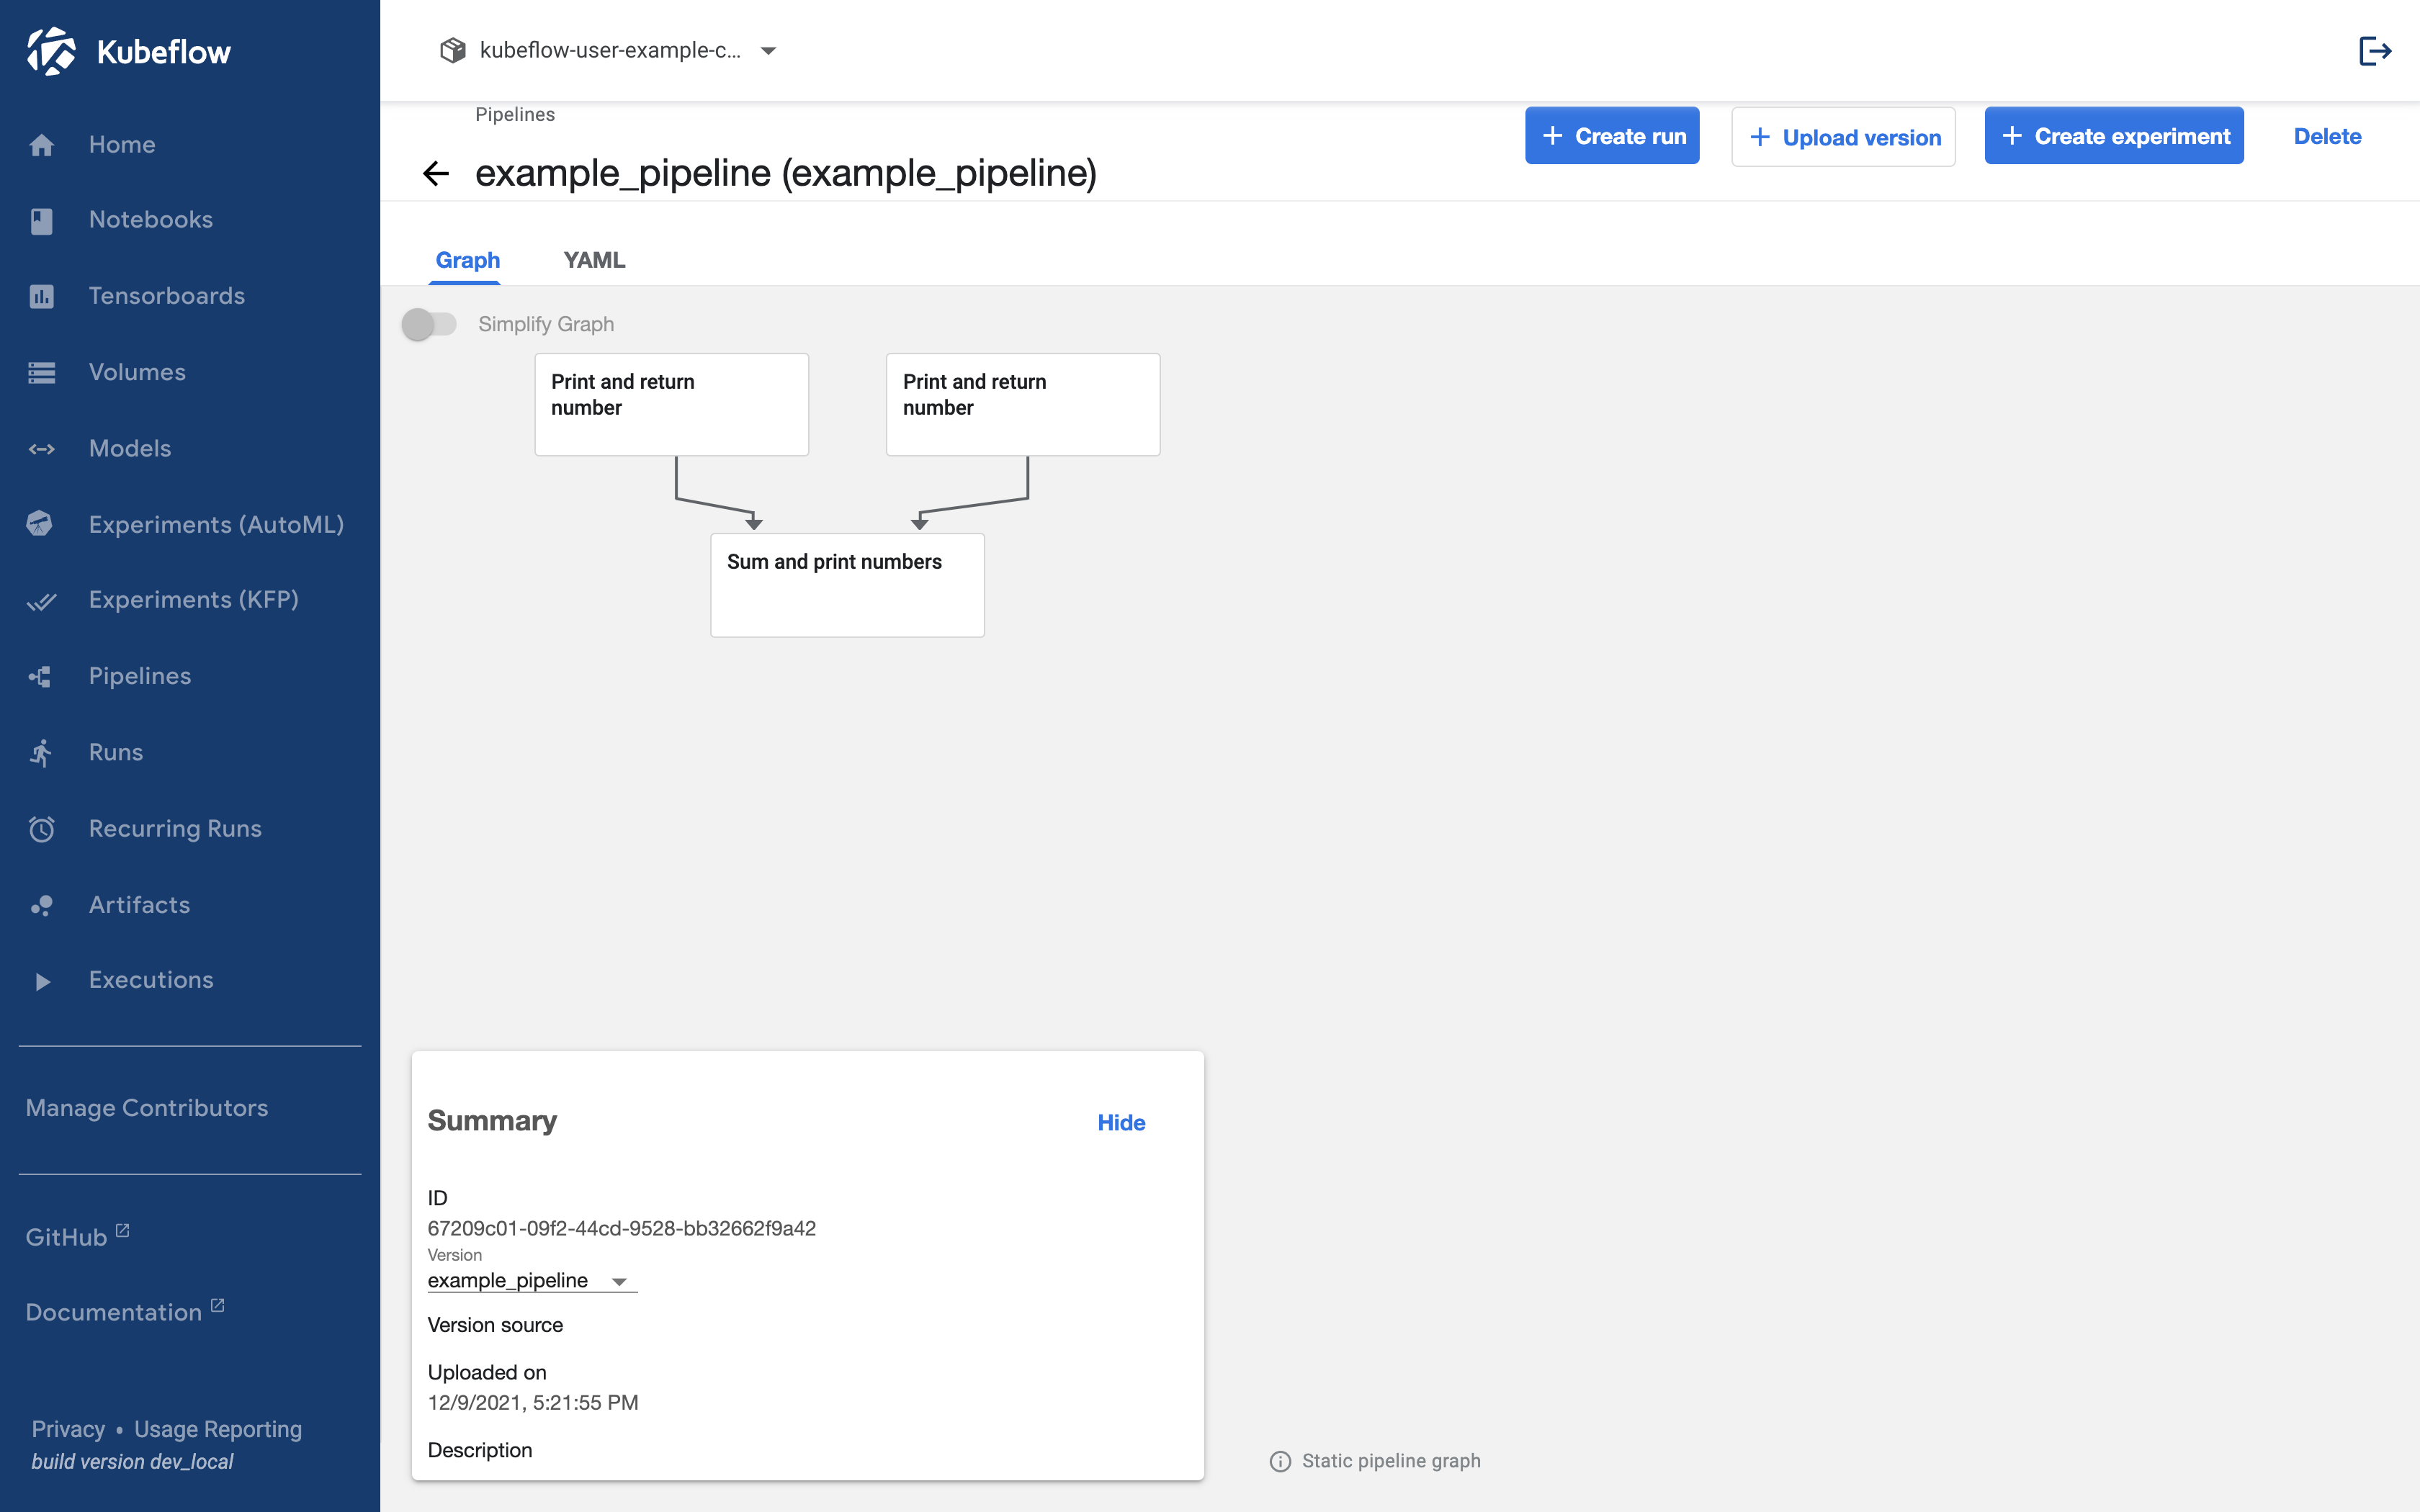 Kubeflow
Home
Notebooks
Tensorboards
Volumes
Models
Experiments (AutoML)
Experiments (KFP)
Pipelines
Runs
Recurring Runs
Artifacts
Executions
Manage Contributors
GitHub
Documentation
Privacy • Usage Reporting
build version dev_local
kubeflow-user-example-c...
Pipelines
example_pipeline (example_pipeline)
+ Create run
+ Upload version
+ Create experiment
Delete
Graph
YAML
Simplify Graph
Print and return
number
Print and return
number
Sum and print numbers
Summary
Hide
ID
67209c01-09f2-44cd-9528-bb32662f9a42
Version
example_pipeline
Version source
Uploaded on
12/9/2021, 5:21:55 PM
Description
Static pipeline graph